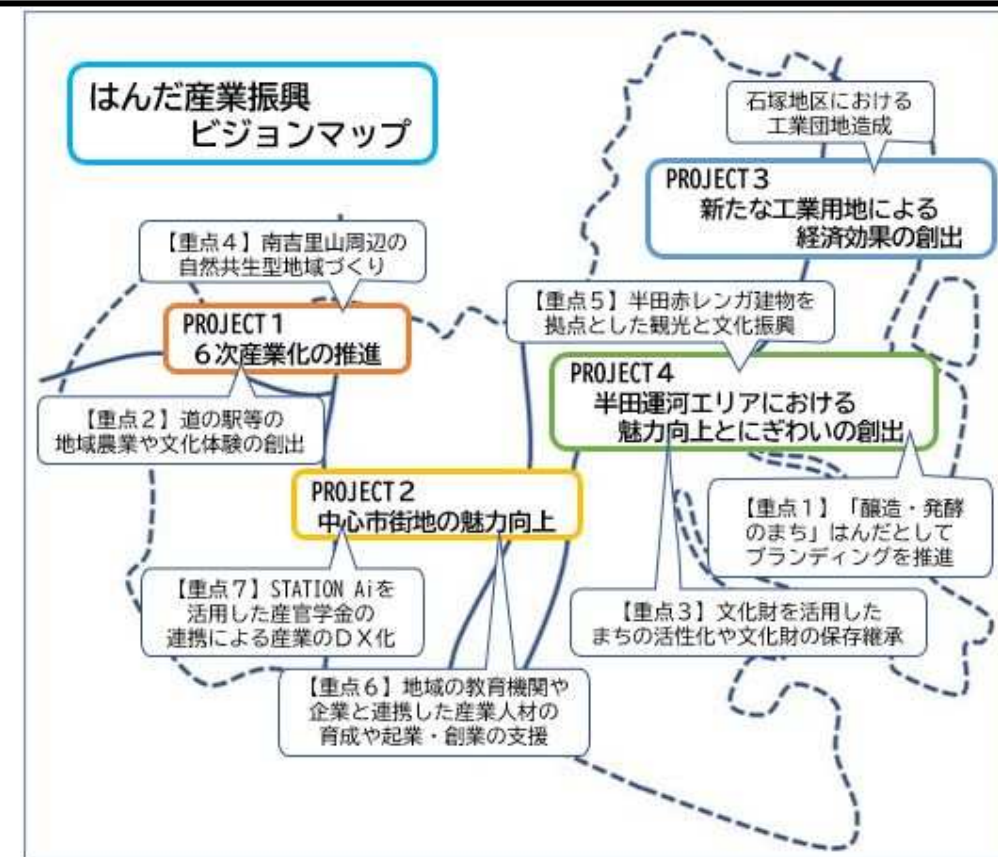 はんだ産業振興
ビジョンマップ
石塚地区における
工業団地造成
PROJECT3
新たな工業用地による
経済効果の創出
【重点4】南吉里山周辺の
自然共生型地域づくり
PROJECT1
6次産業化の推進
【重点2】道の駅等の
地域農業や文化体験の創出
【重点5】半田赤レンガ建物を
拠点とした観光と文化振興
PROJECT4
半田運河エリアにおける
魅力向上とにぎわいの創出
PROJECT2
中心市街地の魅力向上
【重点1】「醸造・発酵
のまち」はんだとして
ブランディングを推進
【重点7】STATION Aiを
活用した産官学金の
連携による産業のDX化
【重点3】文化財を活用した
まちの活性化や文化財の保存継承
【重点6】地域の教育機関や
企業と連携した産業人材の
育成や起業・創業の支援